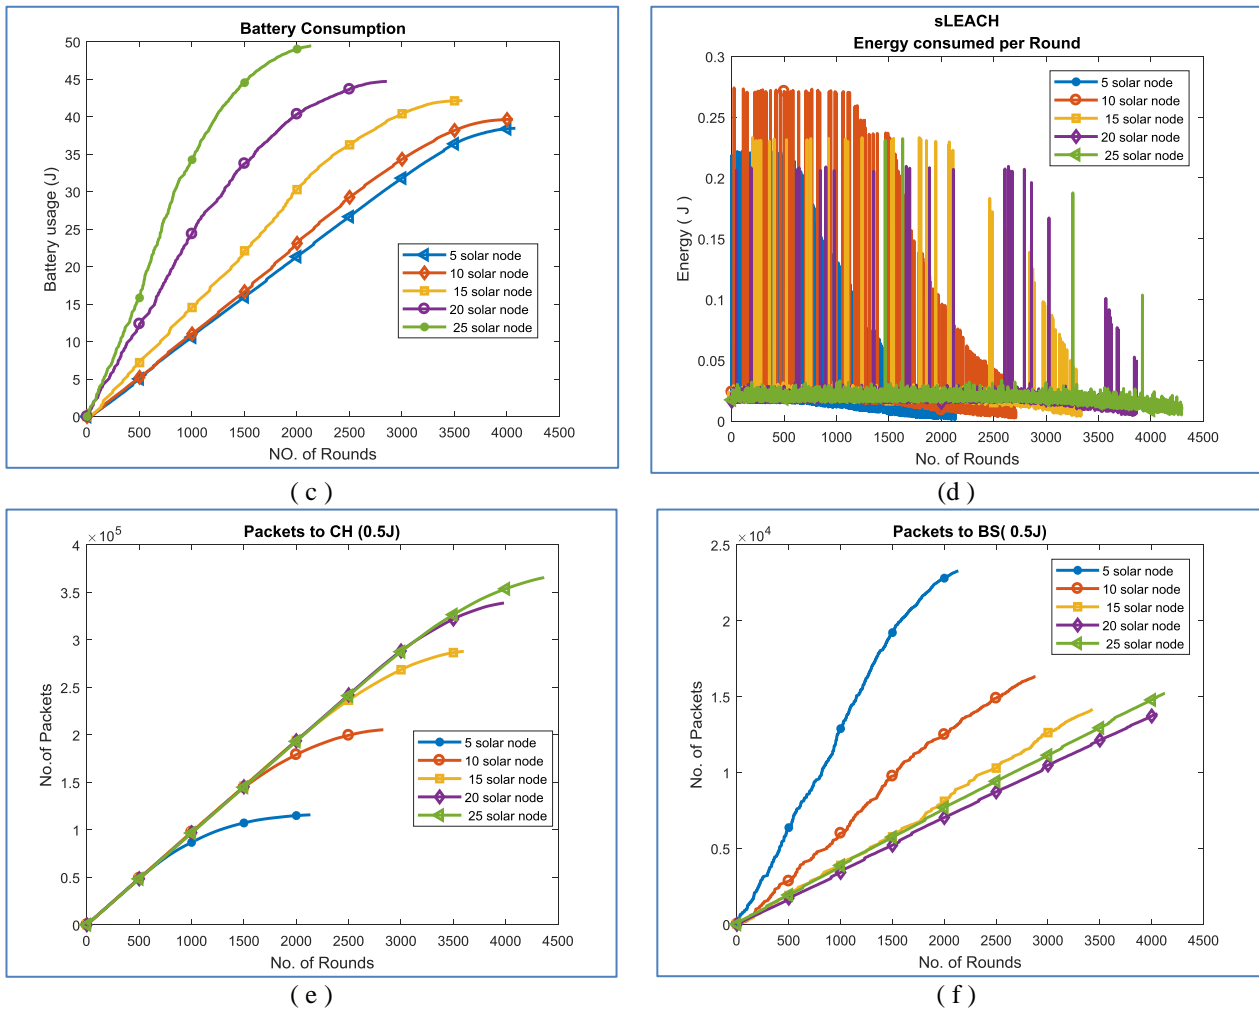 Battery Consumption
50
45
40
35
30
25
20
15
10
5
0
Battery usage (J)
0 500 1000 1500 2000 2500 3000 3500 4000 4500
NO. of Rounds
5 solar node
10 solar node
15 solar node
20 solar node
25 solar node
( c )
sLEACH
Energy consumed per Round
0.3
0.25
0.2
0.15
0.1
0.05
0
Energy ( J )
0 500 1000 1500 2000 2500 3000 3500 4000 4500
No. of Rounds
5 solar node
10 solar node
15 solar node
20 solar node
25 solar node
(d )
Packets to CH (0.5J)
×10⁵
4
3.5
3
2.5
2
1.5
1
0.5
0
No.of Packets
0 500 1000 1500 2000 2500 3000 3500 4000 4500
No. of Rounds
5 solar node
10 solar node
15 solar node
20 solar node
25 solar node
( e )
Packets to BS( 0.5J)
×10⁴
2.5
2
1.5
1
0.5
0
No. of Packets
0 500 1000 1500 2000 2500 3000 3500 4000 4500
No. of Rounds
5 solar node
10 solar node
15 solar node
20 solar node
25 solar node
( f )